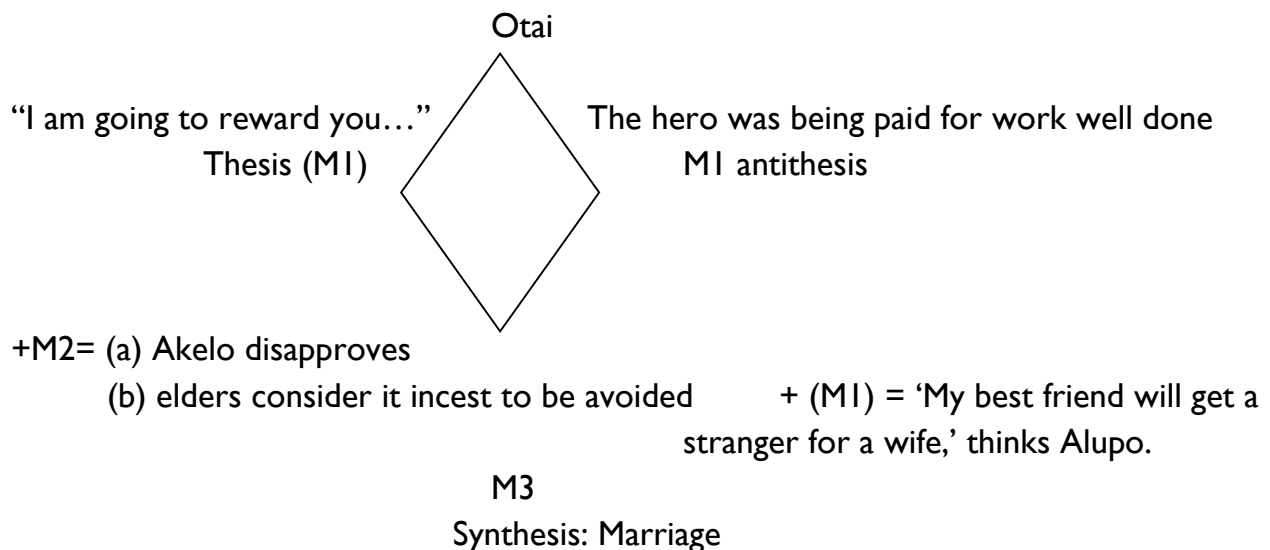 Otai
“I am going to reward you…” The hero was being paid for work well done
Thesis (M1) M1 antithesis
+M2= (a) Akelo disapproves
(b) elders consider it incest to be avoided + (M1) = ‘My best friend will get a
stranger for a wife,’ thinks Alupo.
M3
Synthesis: Marriage